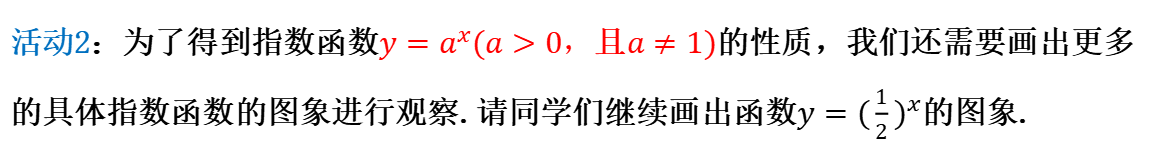 活动2：为了得到指数函数y = aˣ(a > 0，且a ≠ 1)的性质，我们还需要画出更多
的具体指数函数的图象进行观察. 请同学们继续画出函数y = (1/2)ˣ的图象.